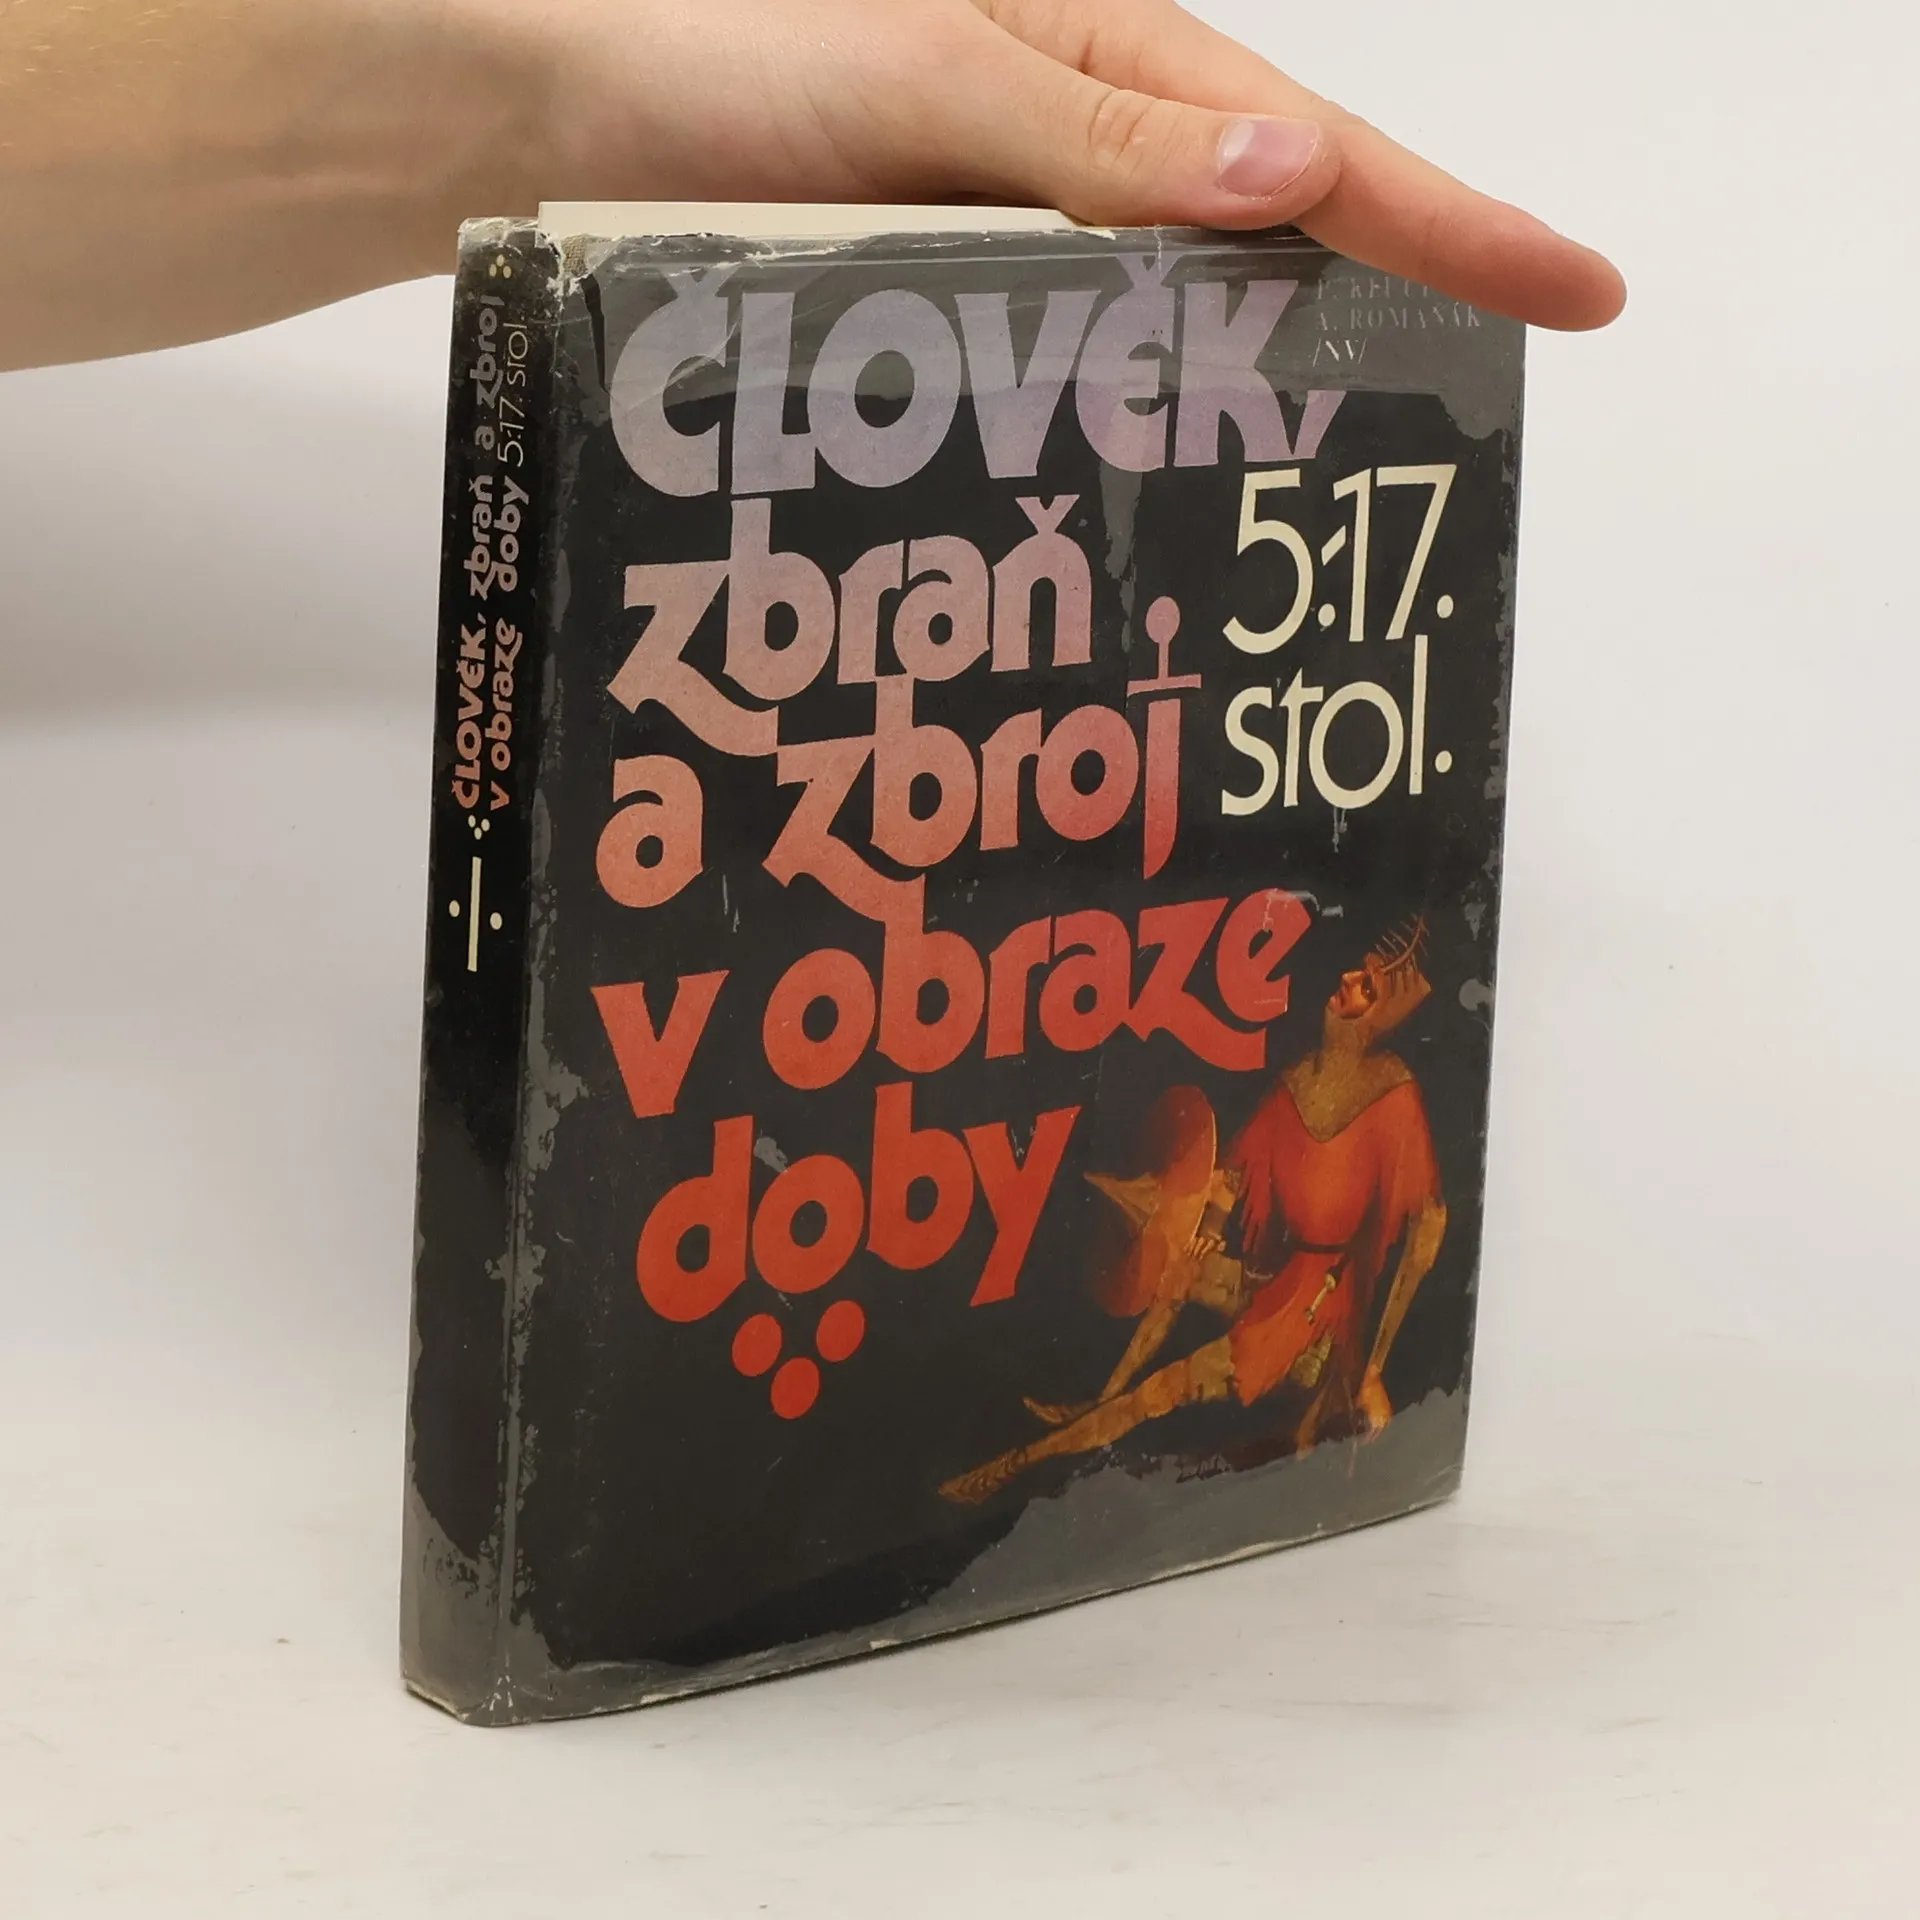 ČLOVĚK, zbraň a zbroj
v obraze doby 5.-17. stol.
A. ROMAŇÁK
/NV/
ČLOVĚK,
zbraň
a zbroj
v obraze
doby
5.-17.
stol.